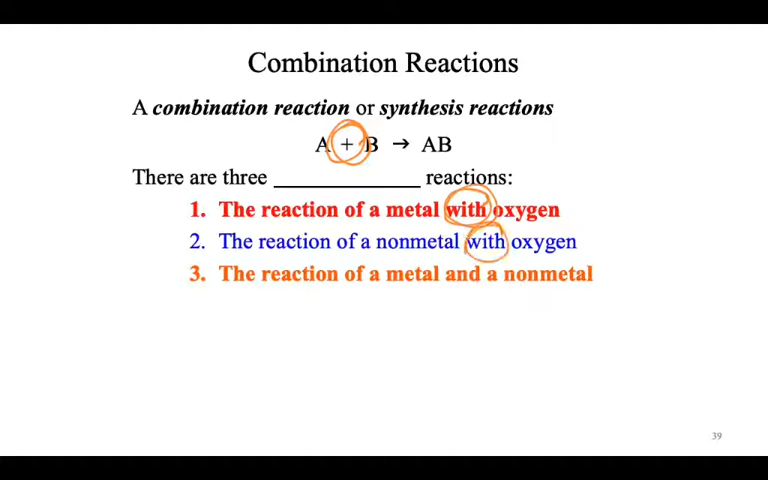 Combination Reactions
A combination reaction or synthesis reactions
A + B → AB
There are three ____________ reactions:
1. The reaction of a metal with oxygen
2. The reaction of a nonmetal with oxygen
3. The reaction of a metal and a nonmetal
39